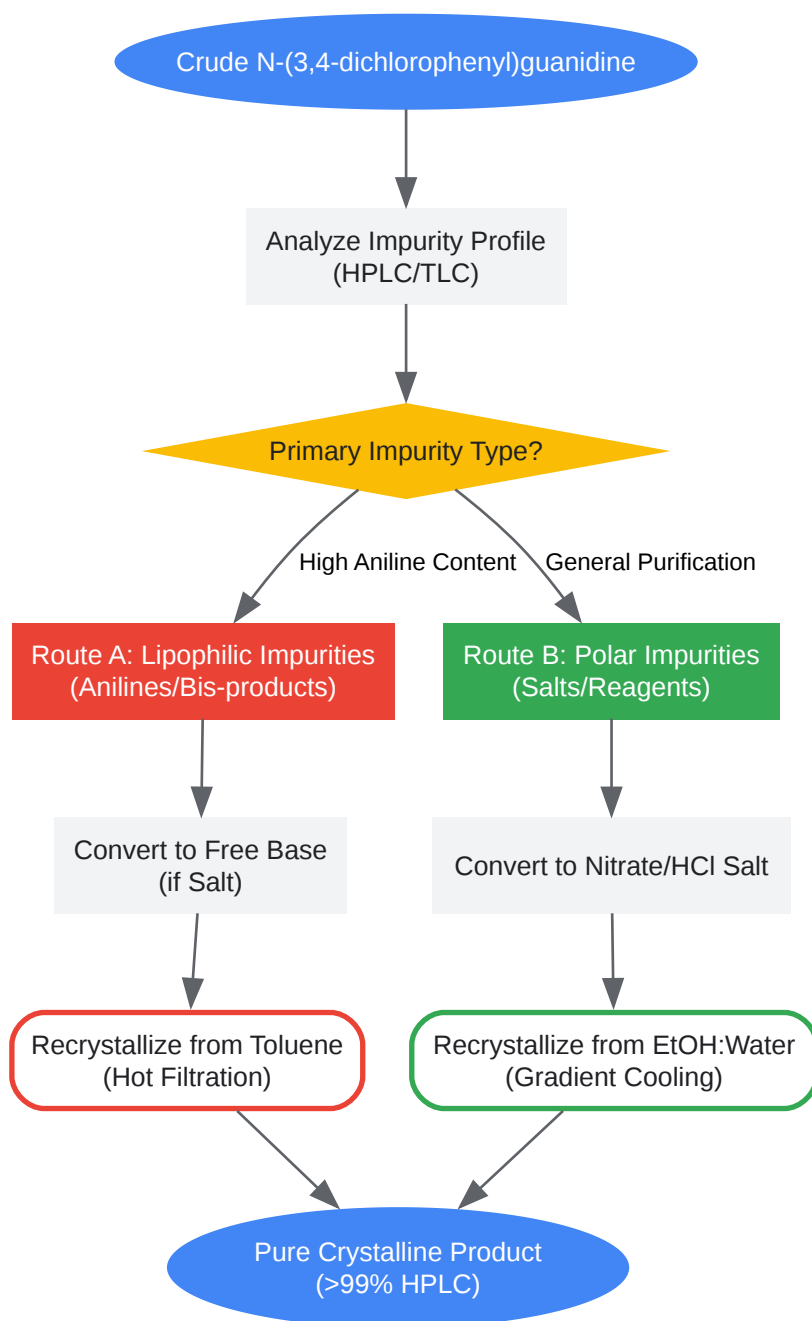 Crude N-(3,4-dichlorophenyl)guanidine
Analyze Impurity Profile
(HPLC/TLC)
Primary Impurity Type?
High Aniline Content
General Purification
Route A: Lipophilic Impurities
(Anilines/Bis-products)
Route B: Polar Impurities
(Salts/Reagents)
Convert to Free Base
(if Salt)
Convert to Nitrate/HCl Salt
Recrystallize from Toluene
(Hot Filtration)
Recrystallize from EtOH:Water
(Gradient Cooling)
Pure Crystalline Product
(>99% HPLC)